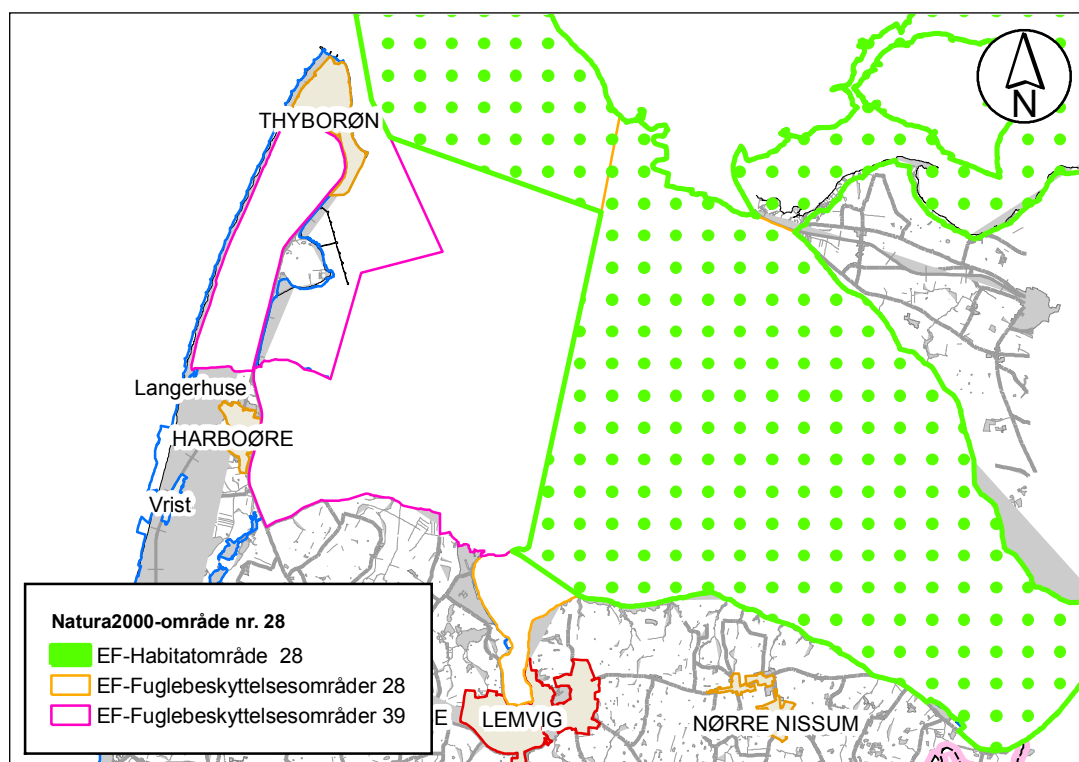 N
THYBORØN
Langerhuse
HARBOØRE
Vrist
Natura2000-område nr. 28
EF-Habitatområde 28
EF-Fuglebeskyttelsesområder 28
EF-Fuglebeskyttelsesområder 39
E
LEMVIG
NØRRE NISSUM